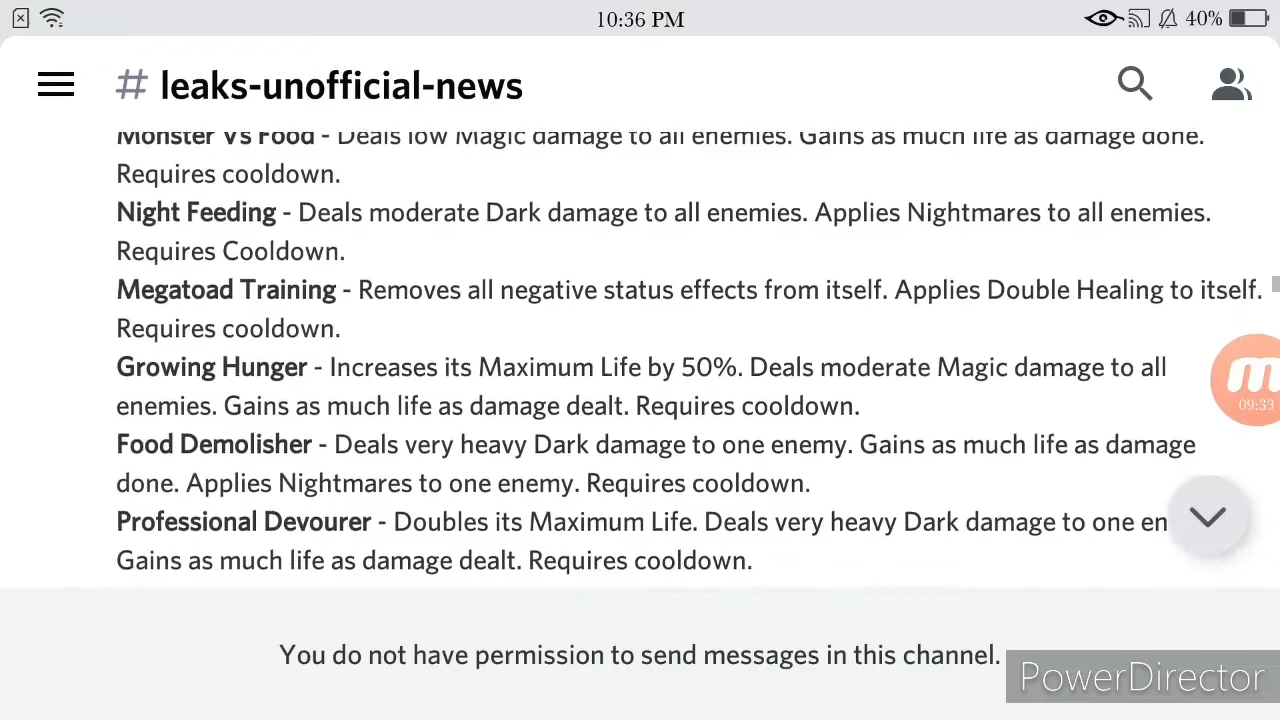 10:36 PM
40%
# leaks-unofficial-news
Monster Vs Food - Deals low Magic damage to all enemies. Gains as much life as damage done.
Requires cooldown.
Night Feeding - Deals moderate Dark damage to all enemies. Applies Nightmares to all enemies.
Requires Cooldown.
Megatoad Training - Removes all negative status effects from itself. Applies Double Healing to itself.
Requires cooldown.
Growing Hunger - Increases its Maximum Life by 50%. Deals moderate Magic damage to all
enemies. Gains as much life as damage dealt. Requires cooldown.
09:33
Food Demolisher - Deals very heavy Dark damage to one enemy. Gains as much life as damage
done. Applies Nightmares to one enemy. Requires cooldown.
Professional Devourer - Doubles its Maximum Life. Deals very heavy Dark damage to one en
Gains as much life as damage dealt. Requires cooldown.
You do not have permission to send messages in this channel.
PowerDirector